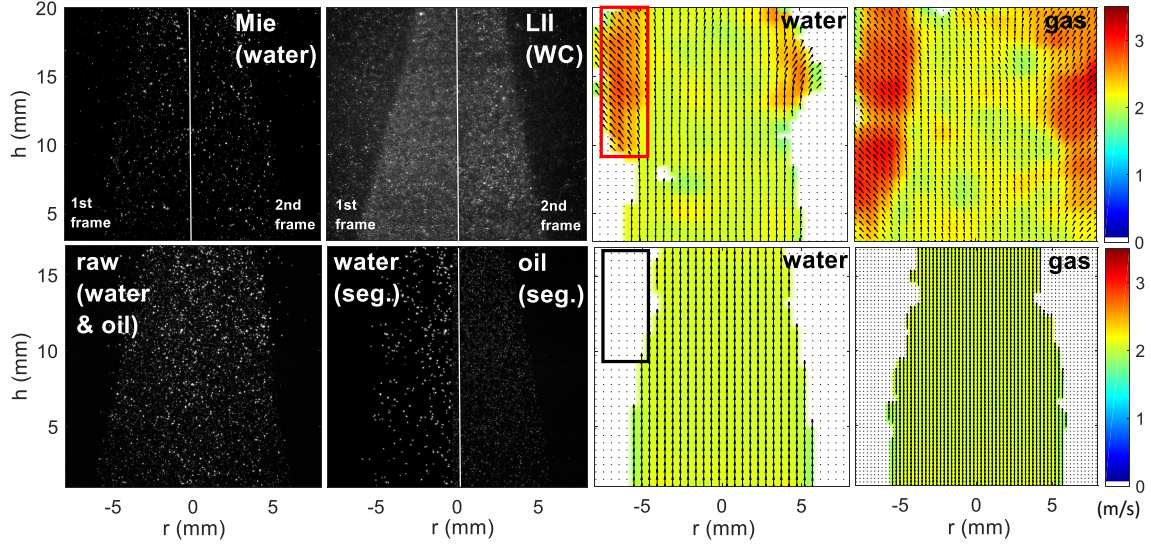 20
15
10
5
h (mm)
Mie
(water)
1st
frame
2nd
frame
LII
(WC)
1st
frame
2nd
frame
water
gas
3
2
1
0
15
10
5
h (mm)
raw
(water
& oil)
water
(seg.)
oil
(seg.)
water
gas
3
2
1
0
(m/s)
-5
0
5
r (mm)
-5
0
5
r (mm)
-5
0
5
r (mm)
-5
0
5
r (mm)